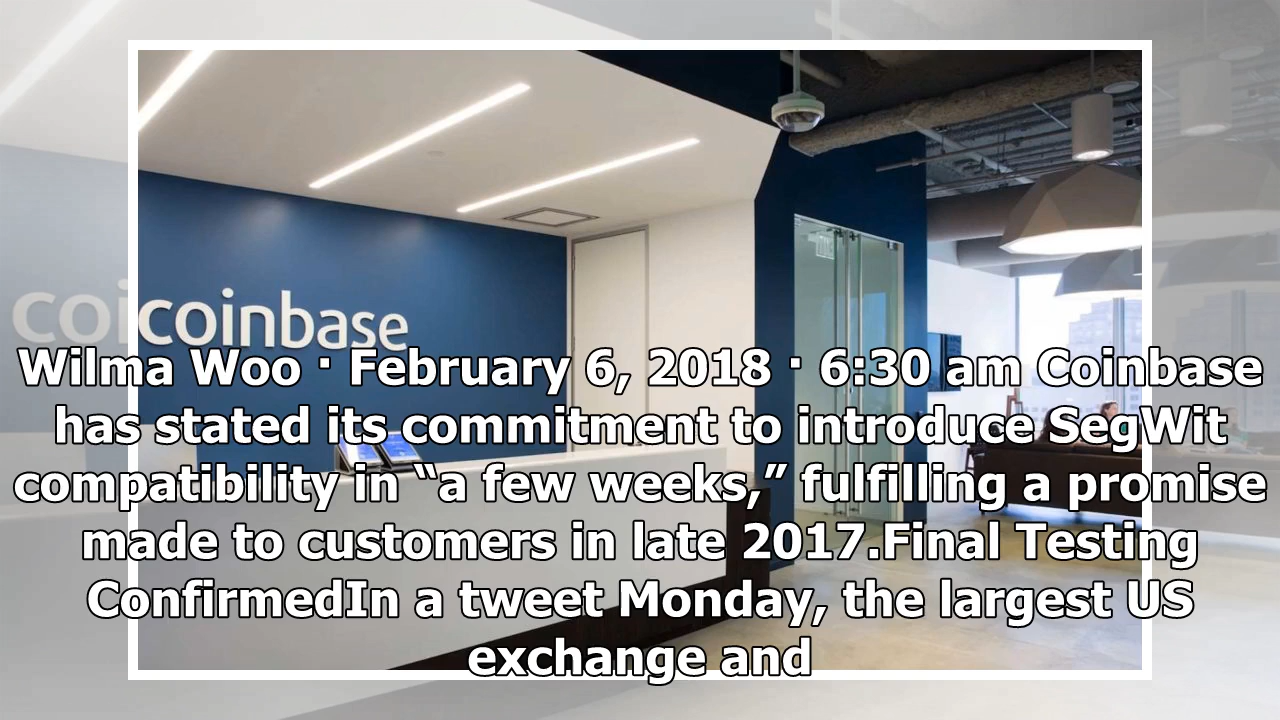 coicoinbase
Wilma Woo · February 6, 2018 · 6:30 am Coinbase
has stated its commitment to introduce SegWit
compatibility in “a few weeks,” fulfilling a promise
made to customers in late 2017.Final Testing
ConfirmedIn a tweet Monday, the largest US
exchange and